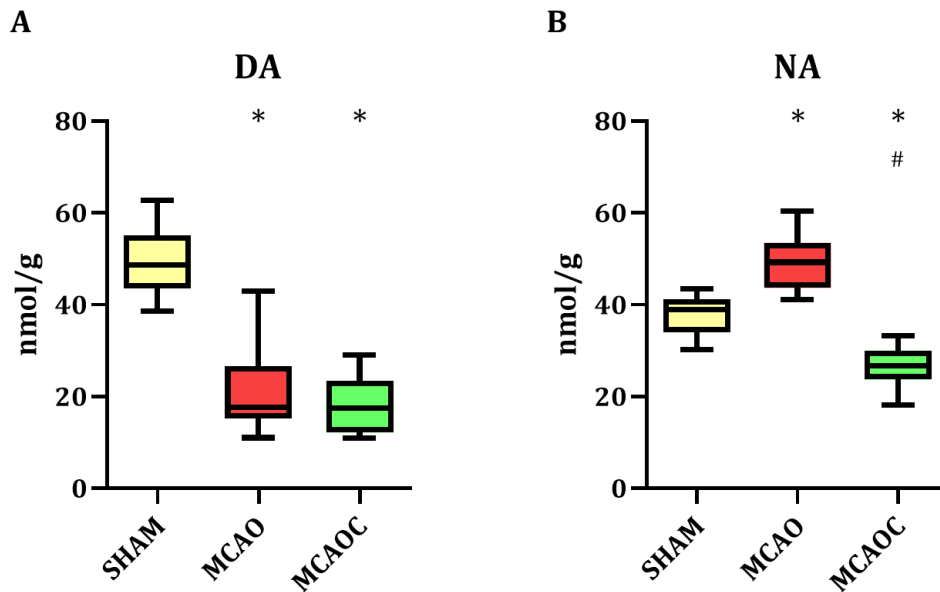 A
DA
* *
80
60
40
20
0
nmol/g
SHAM
MCAO
MCAOC
B
NA
* *
#
80
60
40
20
0
nmol/g
SHAM
MCAO
MCAOC